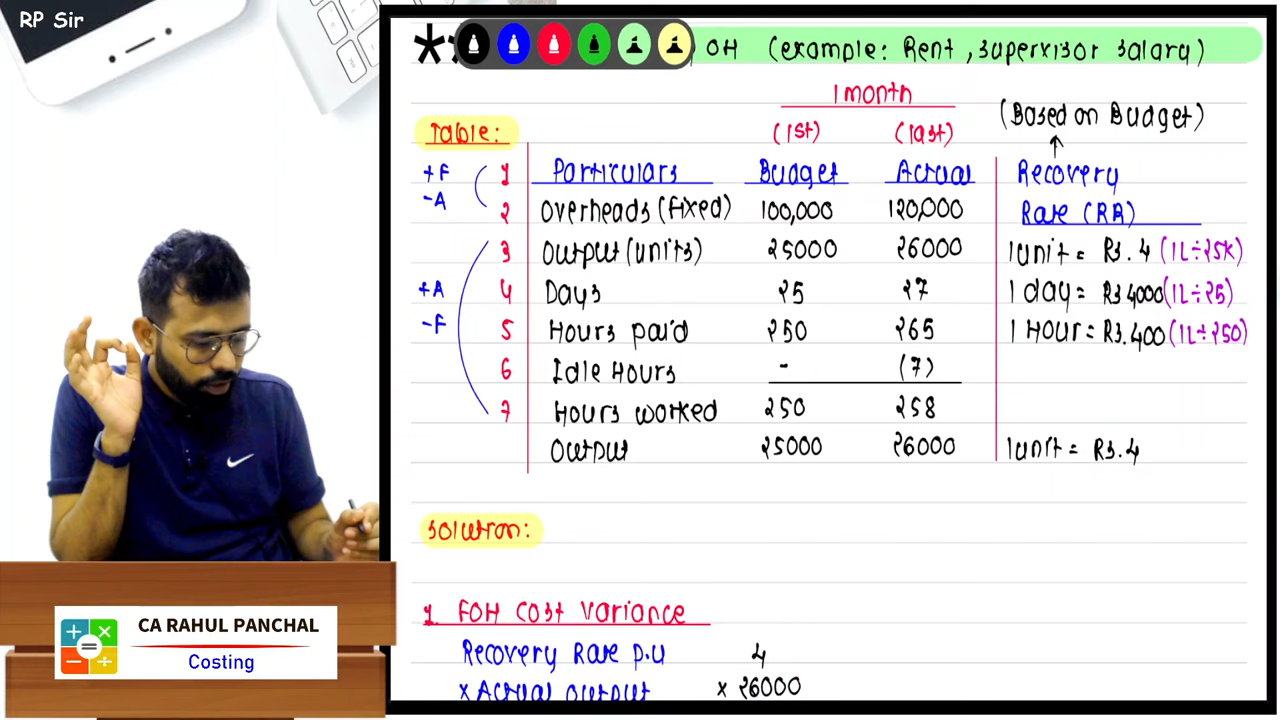 RP Sir
** OH (example: Rent, supervisor salary)
1 month
(1st) (last) (Based on Budget)
Table:
+F 1 Particulars Budget Actual Recovery
-A 2 Overheads (fixed) 100,000 120,000 Rate (RR)
3 Output (units) 25000 26000 1 unit = Rs. 4 (1L÷25K)
+A 4 Days 25 27 1 day = Rs 4000 (1L÷25)
-F 5 Hours paid 250 265 1 Hour = Rs. 400 (1L÷250)
6 Idle Hours - (7)
7 Hours worked 250 258
Output 25000 26000 1 unit = Rs. 4
Solution:
1. FOH Cost Variance
Recovery Rate p.u 4
x Actual output x 26000
CA RAHUL PANCHAL
Costing